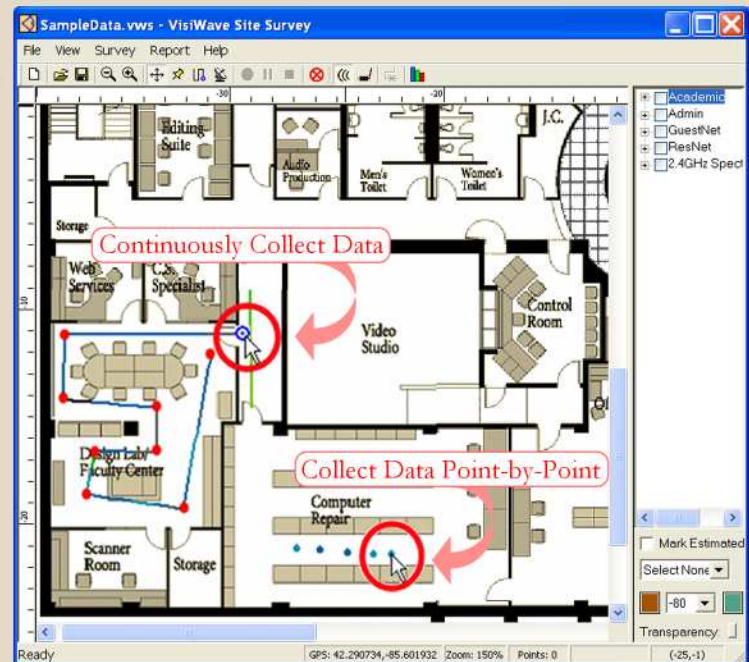 SampleData.vws - VisiWave Site Survey
File View Survey Report Help
-30
-20
Editing
Suite
Audio
Production
Men's
Toilet
Women's
Toilet
J.C.
Storage
Continuously Collect Data
Web
Services
C.S.
Specialist
-10
Video
Studio
Control
Room
Design Lab/
Faculty Center
Collect Data Point-by-Point
Computer
Repair
-20
Scanner
Room
Storage
Academic
Admin
GuestNet
ResNet
2.4GHz Spect
Mark Estimated
Select None
-80
Transparency:
Ready
GPS: 42.290734,-85.601932
Zoom: 150%
Points: 0
(-25,-1)